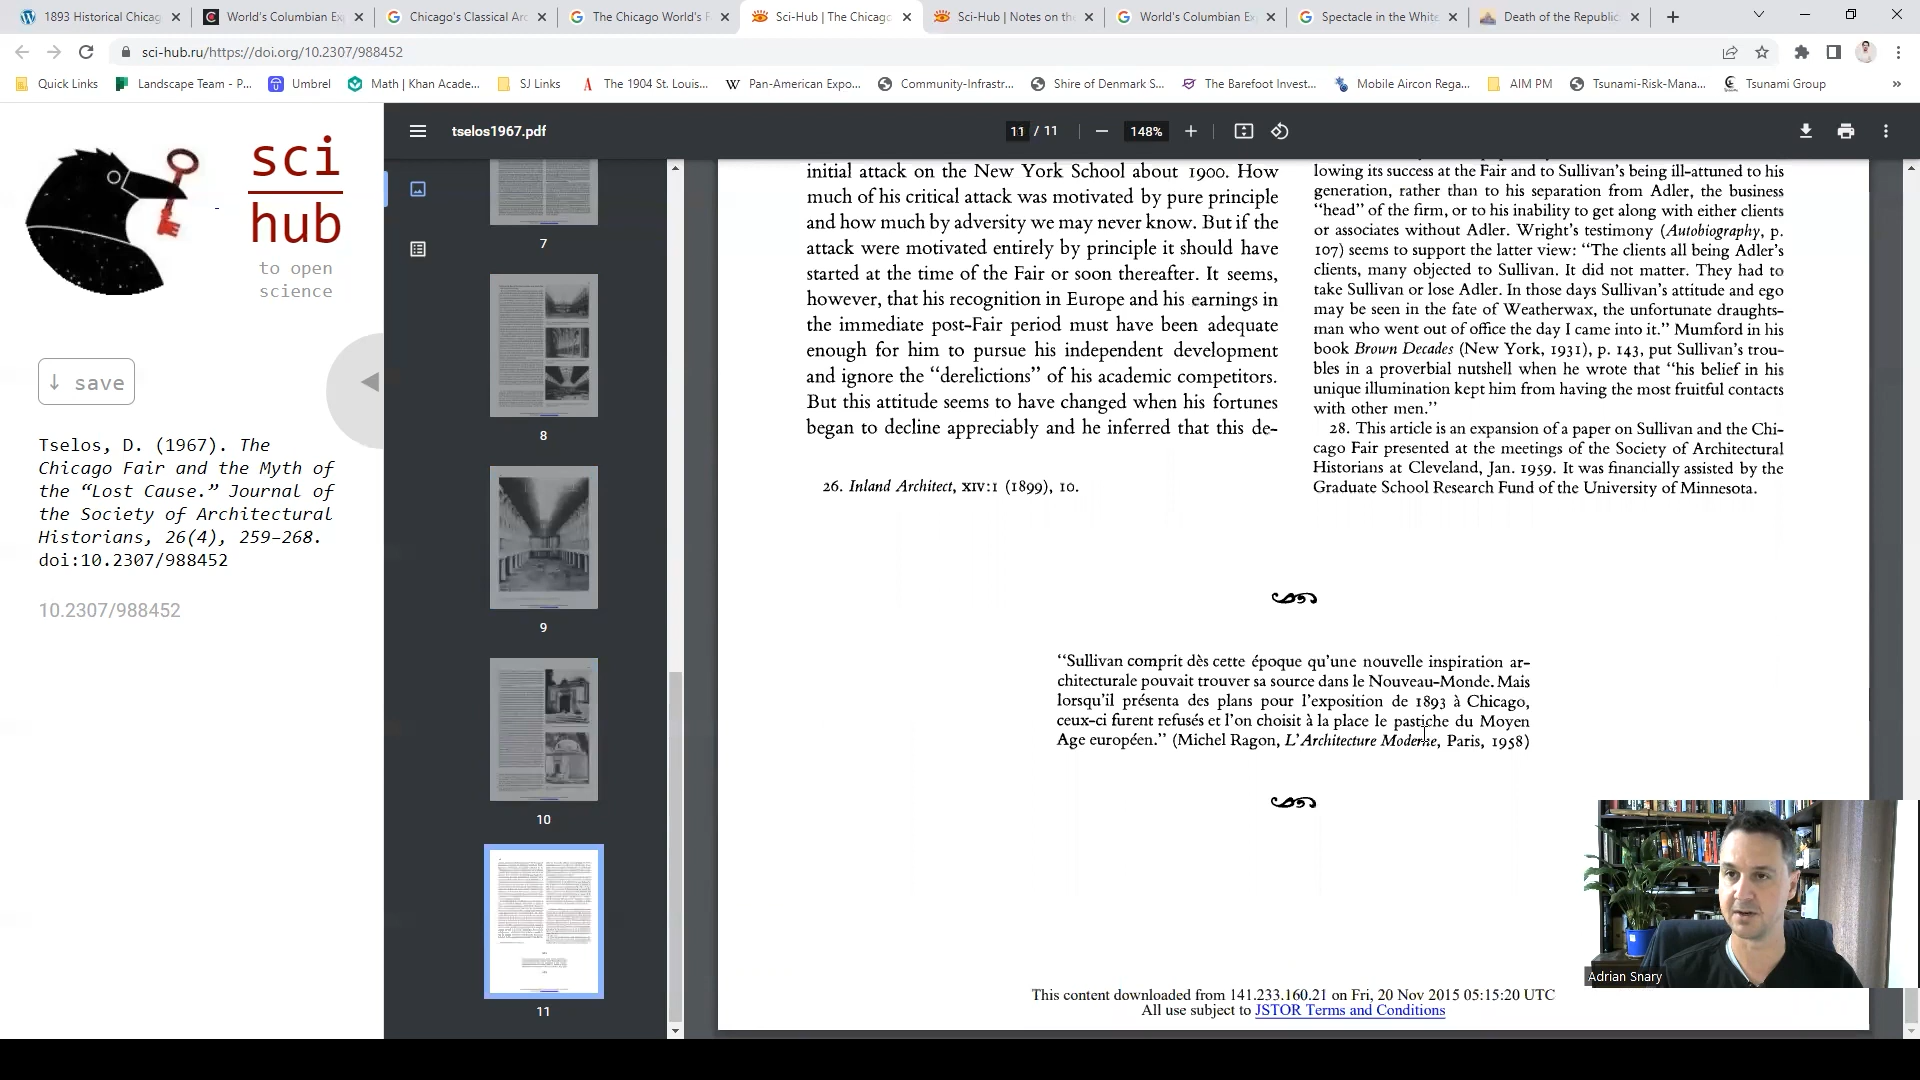 1893 Historical Chicag
World's Columbian Ex
Chicago's Classical Arc
The Chicago World's F
Sci-Hub | The Chicago
Sci-Hub | Notes on the
World's Columbian Ex
Spectacle in the White
Death of the Republic
sci-hub.ru/https://doi.org/10.2307/988452
Quick Links
Landscape Team - P...
Umbrel
Math | Khan Acade...
SJ Links
The 1904 St. Louis...
Pan-American Expo...
Community-Infrastr...
Shire of Denmark S...
The Barefoot Invest...
Mobile Aircon Rega...
AIM PM
Tsunami-Risk-Mana...
Tsunami Group
sci
hub
to open
science
↓ save
Tselos, D. (1967). The
Chicago Fair and the Myth of
the “Lost Cause.” Journal of
the Society of Architectural
Historians, 26(4), 259–268.
doi:10.2307/988452
10.2307/988452
tselos1967.pdf
11 / 11
148%
7
8
9
10
11
initial attack on the New York School about 1900. How
much of his critical attack was motivated by pure principle
and how much by adversity we may never know. But if the
attack were motivated entirely by principle it should have
started at the time of the Fair or soon thereafter. It seems,
however, that his recognition in Europe and his earnings in
the immediate post-Fair period must have been adequate
enough for him to pursue his independent development
and ignore the “derelictions” of his academic competitors.
But this attitude seems to have changed when his fortunes
began to decline appreciably and he inferred that this de-
26. Inland Architect, XIV:1 (1899), 10.
lowing its success at the Fair and to Sullivan's being ill-attuned to his
generation, rather than to his separation from Adler, the business
“head” of the firm, or to his inability to get along with either clients
or associates without Adler. Wright's testimony (Autobiography, p.
107) seems to support the latter view: “The clients all being Adler's
clients, many objected to Sullivan. It did not matter. They had to
take Sullivan or lose Adler. In those days Sullivan's attitude and ego
may be seen in the fate of Weatherwax, the unfortunate draughts-
man who went out of office the day I came into it.” Mumford in his
book Brown Decades (New York, 1931), p. 143, put Sullivan's trou-
bles in a proverbial nutshell when he wrote that “his belief in his
unique illumination kept him from having the most fruitful contacts
with other men.”
28. This article is an expansion of a paper on Sullivan and the Chi-
cago Fair presented at the meetings of the Society of Architectural
Historians at Cleveland, Jan. 1959. It was financially assisted by the
Graduate School Research Fund of the University of Minnesota.
“Sullivan comprit dès cette époque qu'une nouvelle inspiration ar-
chitecturale pouvait trouver sa source dans le Nouveau-Monde. Mais
lorsqu'il présenta des plans pour l'exposition de 1893 à Chicago,
ceux-ci furent refusés et l'on choisit à la place le pastiche du Moyen
Age européen.” (Michel Ragon, L'Architecture Moderne, Paris, 1958)
This content downloaded from 141.233.160.21 on Fri, 20 Nov 2015 05:15:20 UTC
All use subject to JSTOR Terms and Conditions
Adrian Snary